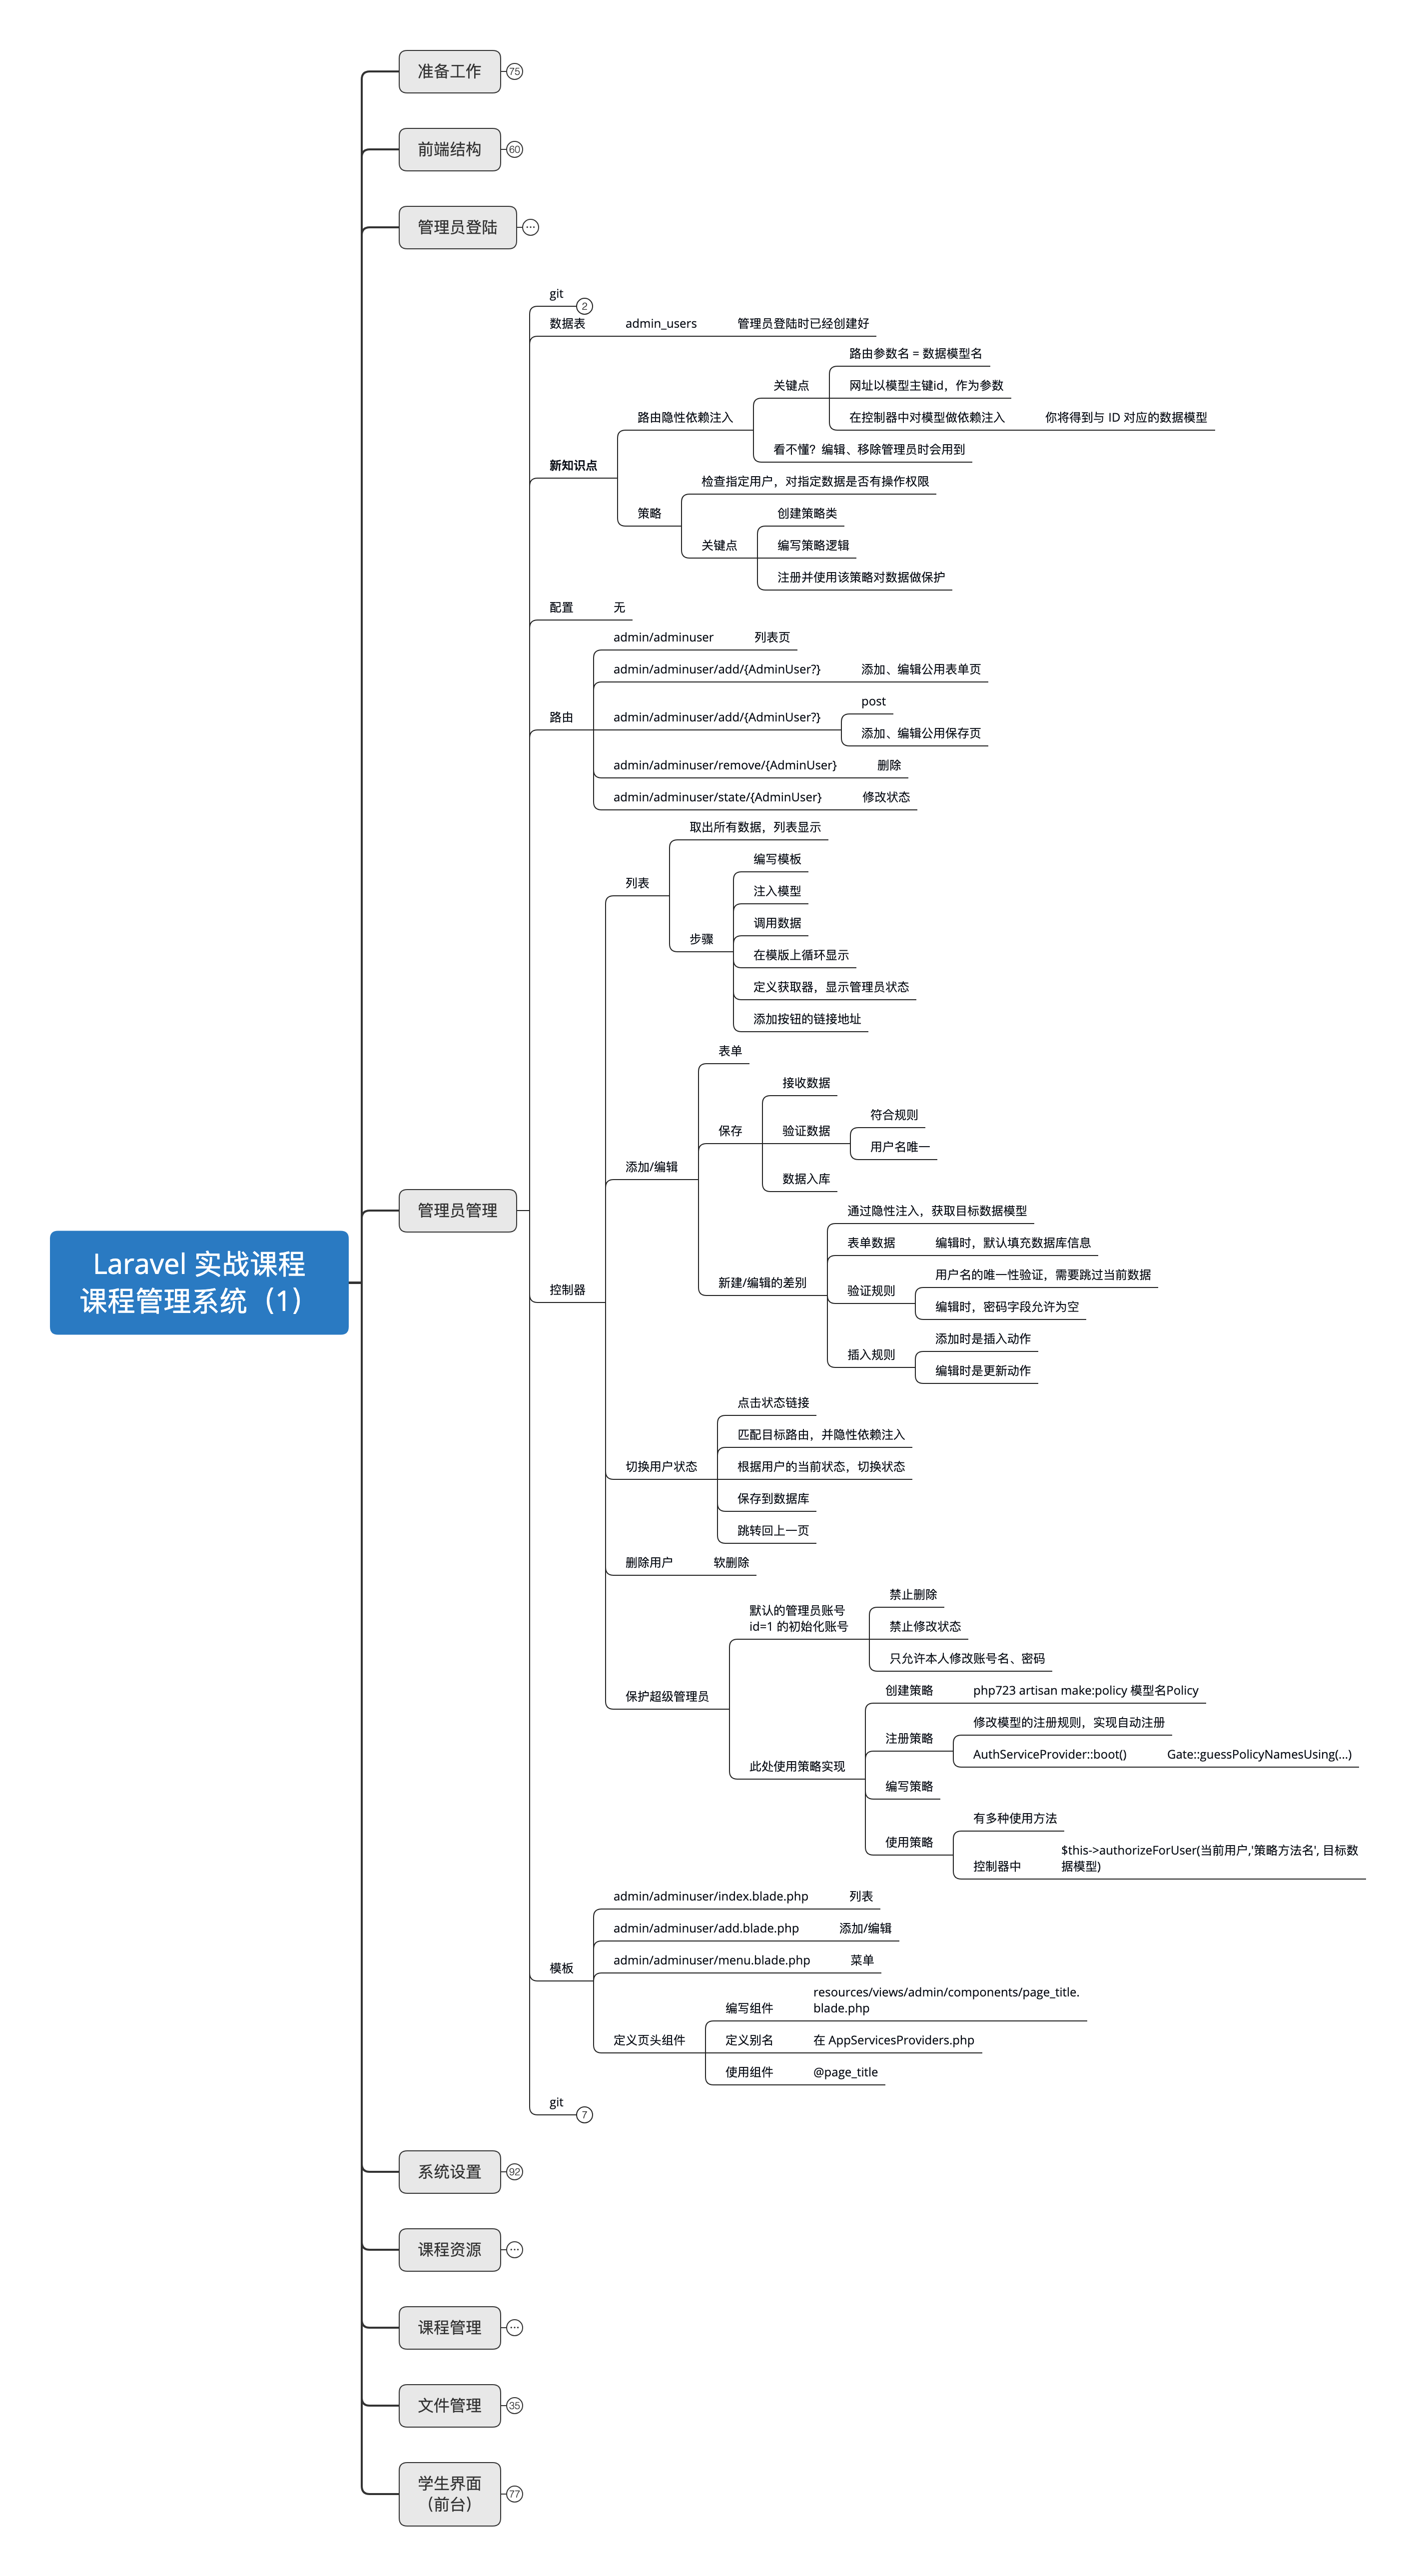 准备工作
75
前端结构
60
管理员登陆
...
git
2
数据表
admin_users
管理员登陆时已经创建好
路由参数名 = 数据模型名
关键点
网址以模型主键id，作为参数
路由隐性依赖注入
在控制器中对模型做依赖注入
你将得到与 ID 对应的数据模型
看不懂？编辑、移除管理员时会用到
新知识点
检查指定用户，对指定数据是否有操作权限
策略
创建策略类
关键点
编写策略逻辑
注册并使用该策略对数据做保护
配置
无
admin/adminuser
列表页
admin/adminuser/add/{AdminUser?}
添加、编辑公用表单页
post
路由
admin/adminuser/add/{AdminUser?}
添加、编辑公用保存页
admin/adminuser/remove/{AdminUser}
删除
admin/adminuser/state/{AdminUser}
修改状态
取出所有数据，列表显示
编写模板
列表
注入模型
调用数据
步骤
在模版上循环显示
定义获取器，显示管理员状态
添加按钮的链接地址
表单
接收数据
符合规则
保存
验证数据
用户名唯一
添加/编辑
数据入库
管理员管理
通过隐性注入，获取目标数据模型
表单数据
编辑时，默认填充数据库信息
Laravel 实战课程
课程管理系统（1）
用户名的唯一性验证，需要跳过当前数据
新建/编辑的差别
验证规则
控制器
编辑时，密码字段允许为空
添加时是插入动作
插入规则
编辑时是更新动作
点击状态链接
匹配目标路由，并隐性依赖注入
切换用户状态
根据用户的当前状态，切换状态
保存到数据库
跳转回上一页
删除用户
软删除
禁止删除
默认的管理员账号
id=1 的初始化账号
禁止修改状态
只允许本人修改账号名、密码
保护超级管理员
创建策略
php723 artisan make:policy 模型名Policy
修改模型的注册规则，实现自动注册
注册策略
AuthServiceProvider::boot()
Gate::guessPolicyNamesUsing(...)
此处使用策略实现
编写策略
有多种使用方法
使用策略
控制器中
$this->authorizeForUser(当前用户,'策略方法名', 目标数
据模型)
admin/adminuser/index.blade.php
列表
admin/adminuser/add.blade.php
添加/编辑
admin/adminuser/menu.blade.php
菜单
模板
编写组件
resources/views/admin/components/page_title.
blade.php
定义页头组件
定义别名
在 AppServicesProviders.php
使用组件
@page_title
git
7
系统设置
92
课程资源
...
课程管理
...
文件管理
35
学生界面
（前台）
77